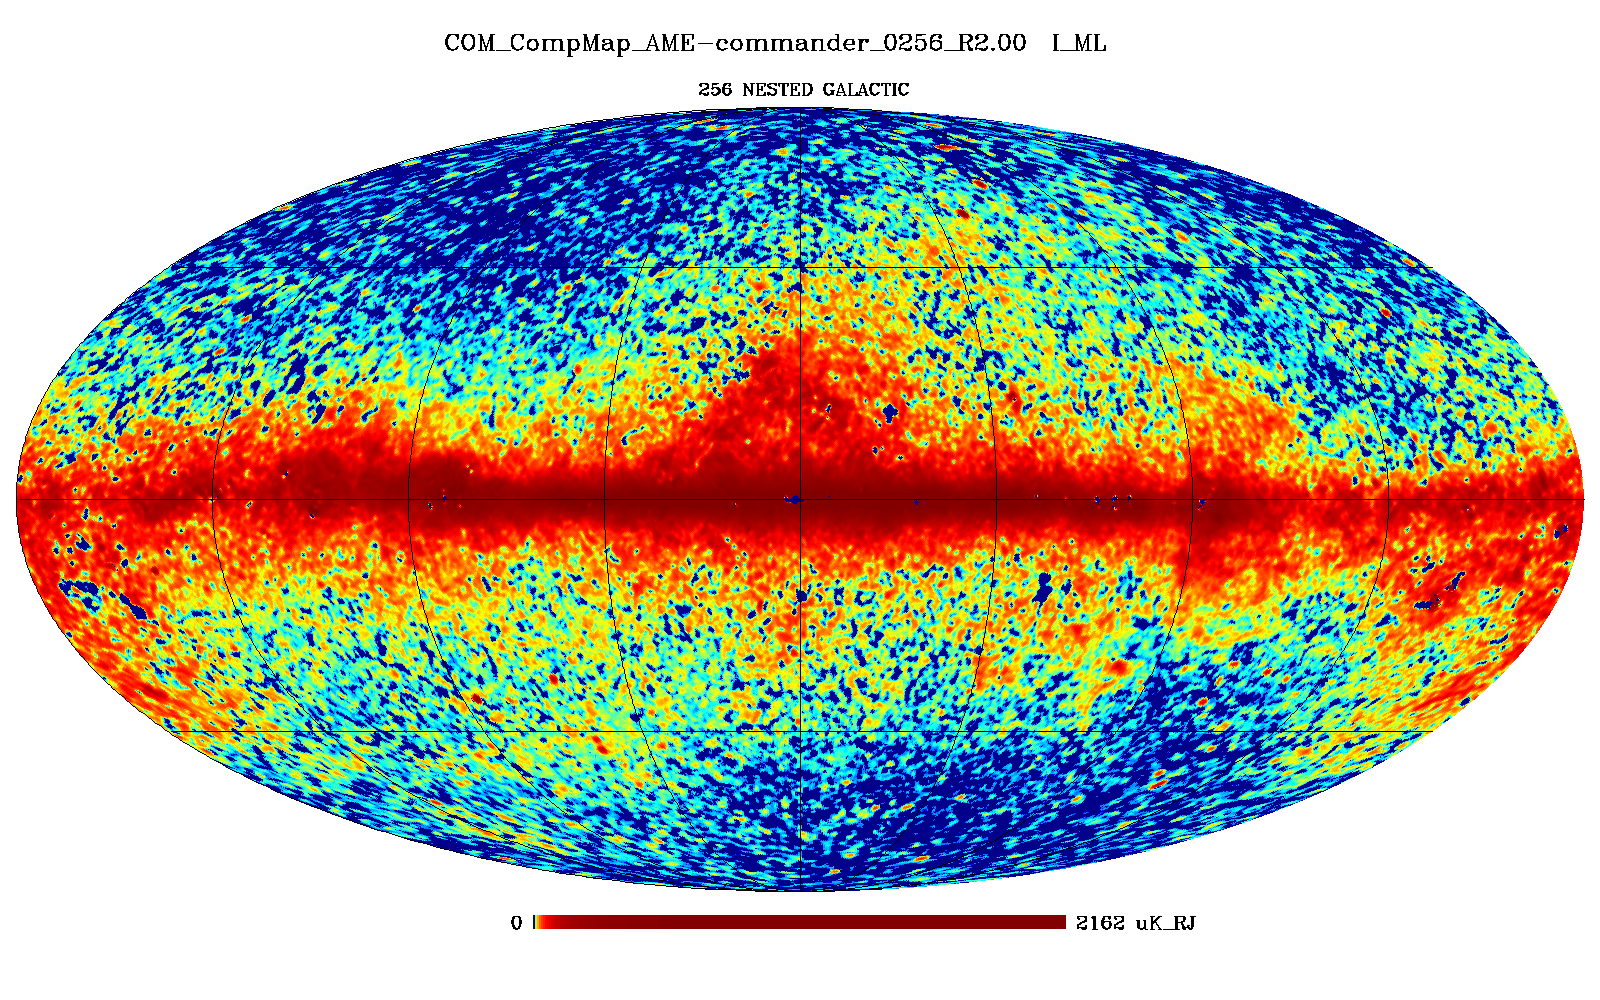 COM_CompMap_AME-commander_0256_R2.00 I_ML
256 NESTED GALACTIC
0 2162 uK_RJ